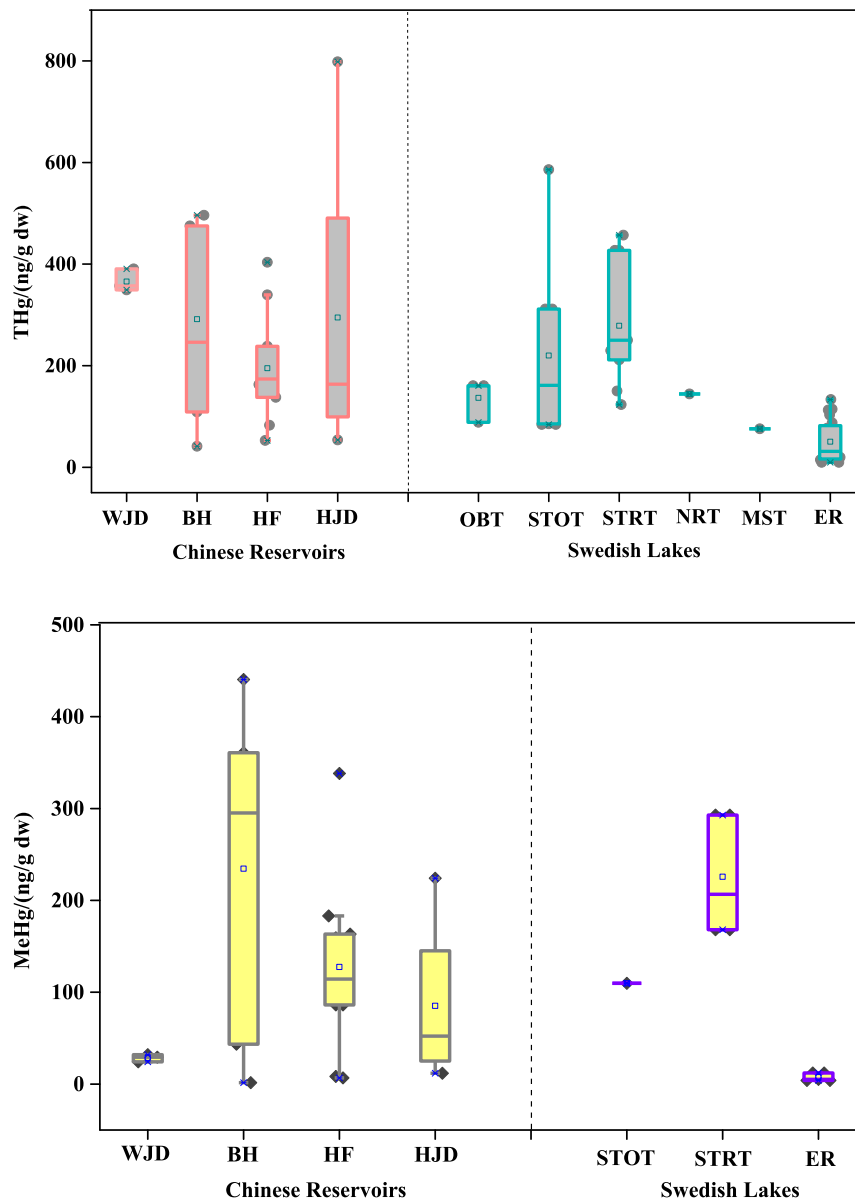 800
600
400
200
0
THg/(ng/g dw)
WJD BH HF HJD OBT STOT STRT NRT MST ER
Chinese Reservoirs Swedish Lakes
500
400
300
200
100
0
MeHg/(ng/g dw)
WJD BH HF HJD STOT STRT ER
Chinese Reservoirs Swedish Lakes